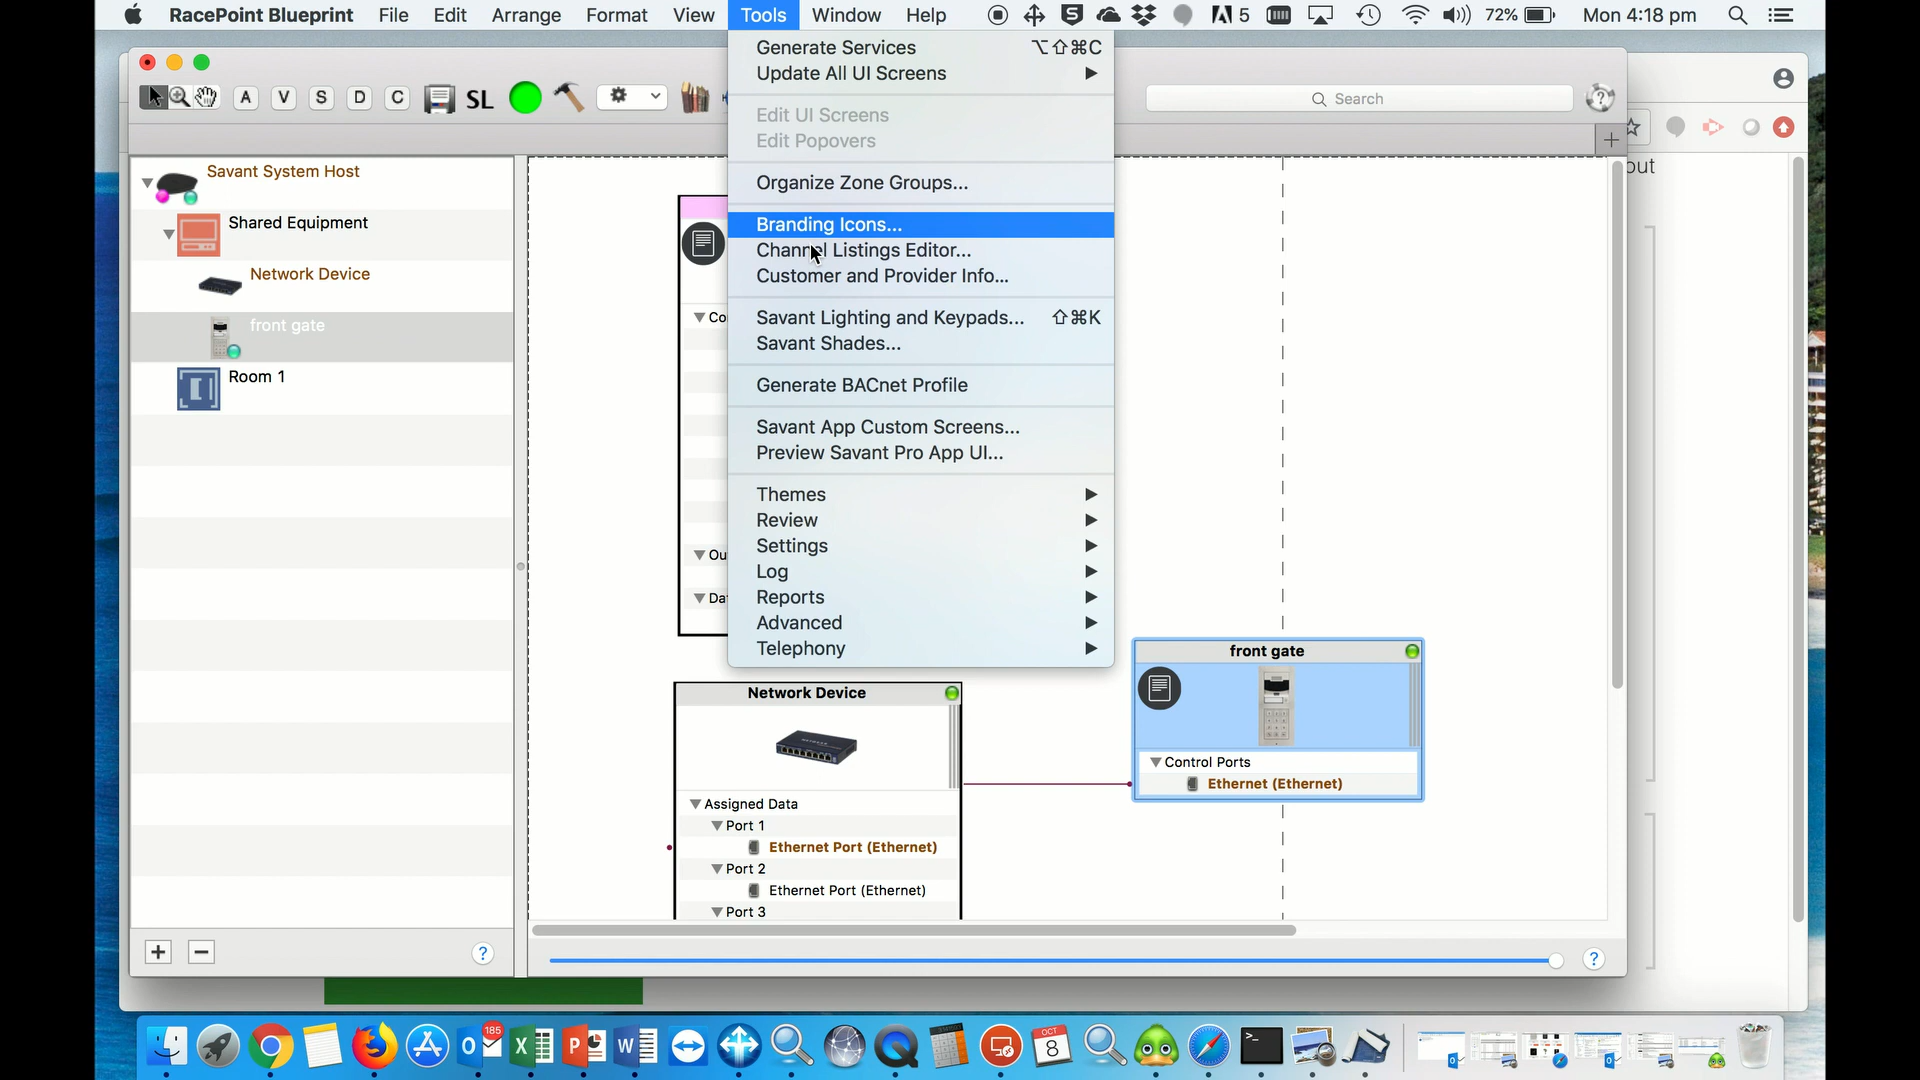 RacePoint Blueprint File Edit Arrange Format View Tools Window Help 5 72% Mon 4:18 pm
Generate Services ⌥⇧⌘C
Update All UI Screens
Edit UI Screens
Edit Popovers
Organize Zone Groups...
Branding Icons...
Channel Listings Editor...
Customer and Provider Info...
Savant Lighting and Keypads... ⇧⌘K
Savant Shades...
Generate BACnet Profile
Savant App Custom Screens...
Preview Savant Pro App UI...
Themes
Review
Settings
Log
Reports
Advanced
Telephony
A V S D C SL
Search
out
Savant System Host
Shared Equipment
Network Device
front gate
Room 1
Co
Ou
Da
Network Device
Assigned Data
Port 1
Ethernet Port (Ethernet)
Port 2
Ethernet Port (Ethernet)
Port 3
front gate
Control Ports
Ethernet (Ethernet)
185
OCT
8